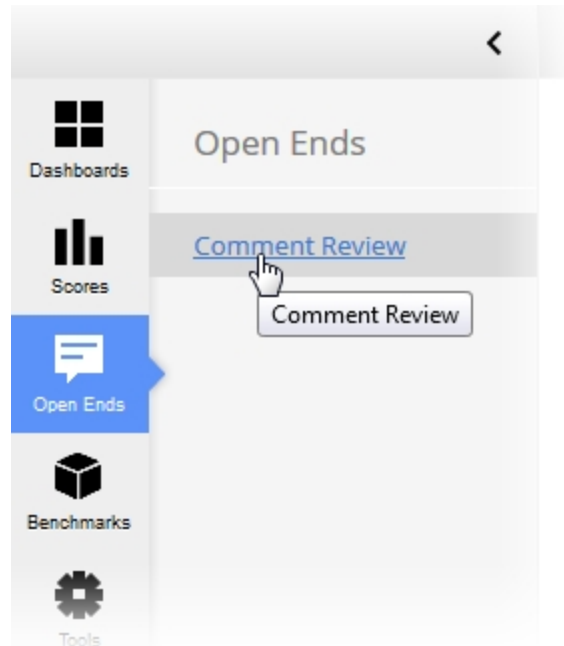 Dashboards
Open Ends
Scores
Comment Review
Comment Review
Open Ends
Benchmarks
Tools